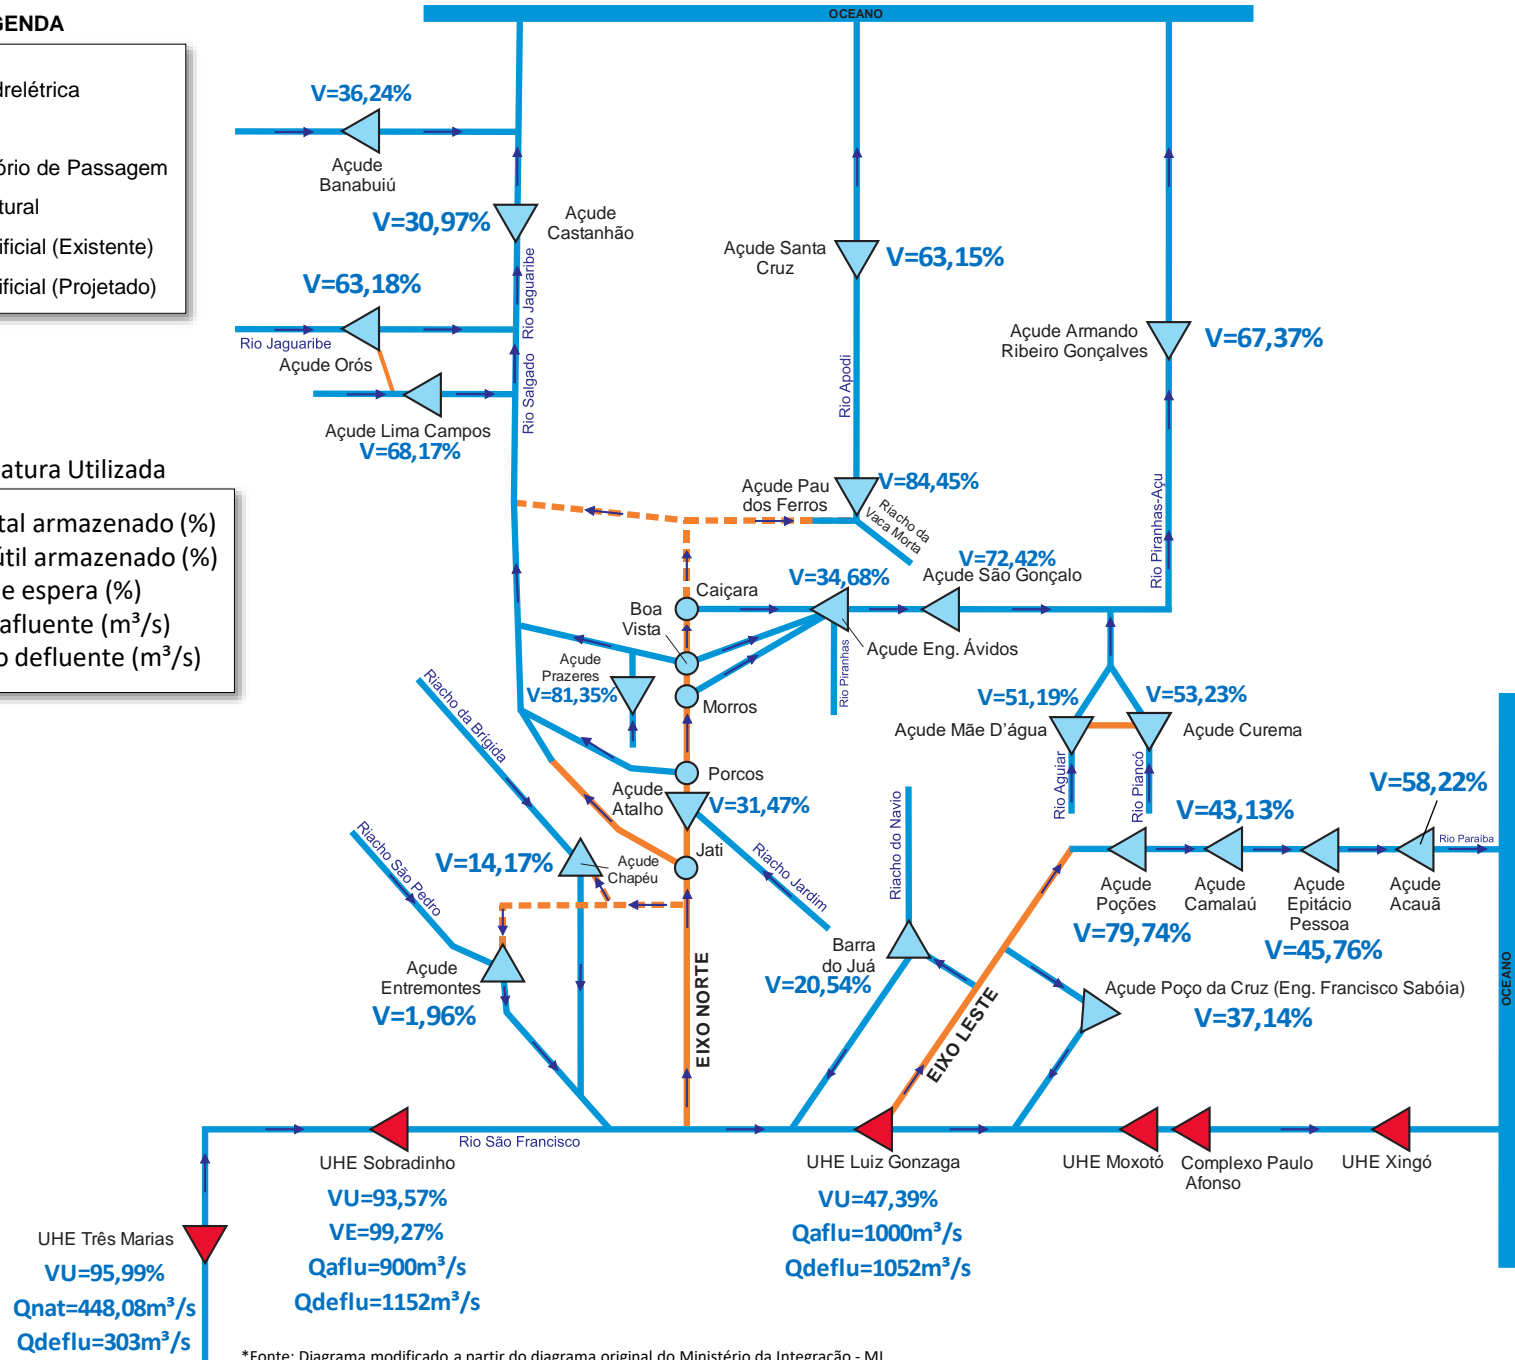 GENDA
drelétrica
ório de Passagem
tural
ificial (Existente)
ificial (Projetado)
atura Utilizada
tal armazenado (%)
útil armazenado (%)
e espera (%)
afluente (m³/s)
o defluente (m³/s)
OCEANO
V=36,24%
Açude
Banabuiú
V=30,97%
Açude
Castanhão
Rio Jaguaribe
V=63,18%
Rio Jaguaribe
Açude Orós
Rio Salgado
Açude Lima Campos
V=68,17%
Açude Santa
Cruz
V=63,15%
Rio Apodi
Açude Armando
Ribeiro Gonçalves
V=67,37%
Rio Piranhas-Açu
Açude Pau
dos Ferros
V=84,45%
Riacho da
Vaca Morta
V=72,42%
Açude São Gonçalo
V=34,68%
Açude Eng. Ávidos
Rio Piranhas
Caiçara
Boa
Vista
Morros
Açude
Prazeres
V=81,35%
Porcos
Açude
Atalho
V=31,47%
Jati
Riacho Jardim
Riacho da Brígida
Riacho São Pedro
V=14,17%
Açude
Chapéu
Açude
Entremontes
V=1,96%
EIXO NORTE
V=51,19%
Açude Mãe D'água
V=53,23%
Açude Curema
Rio Aguiar
Rio Piancó
V=58,22%
V=43,13%
Rio Paraíba
Açude
Poções
V=79,74%
Açude
Camalaú
Açude
Epitácio
Pessoa
V=45,76%
Açude
Acauã
Riacho do Navio
Barra
do Juá
V=20,54%
EIXO LESTE
Açude Poço da Cruz (Eng. Francisco Sabóia)
V=37,14%
OCEANO
Rio São Francisco
UHE Sobradinho
VU=93,57%
VE=99,27%
Qaflu=900m³/s
Qdeflu=1152m³/s
UHE Luiz Gonzaga
VU=47,39%
Qaflu=1000m³/s
Qdeflu=1052m³/s
UHE Moxotó
Complexo Paulo
Afonso
UHE Xingó
UHE Três Marias
VU=95,99%
Qnat=448,08m³/s
Qdeflu=303m³/s
*Fonte: Diagrama modificado a partir do diagrama original do Ministério da Integração - MI